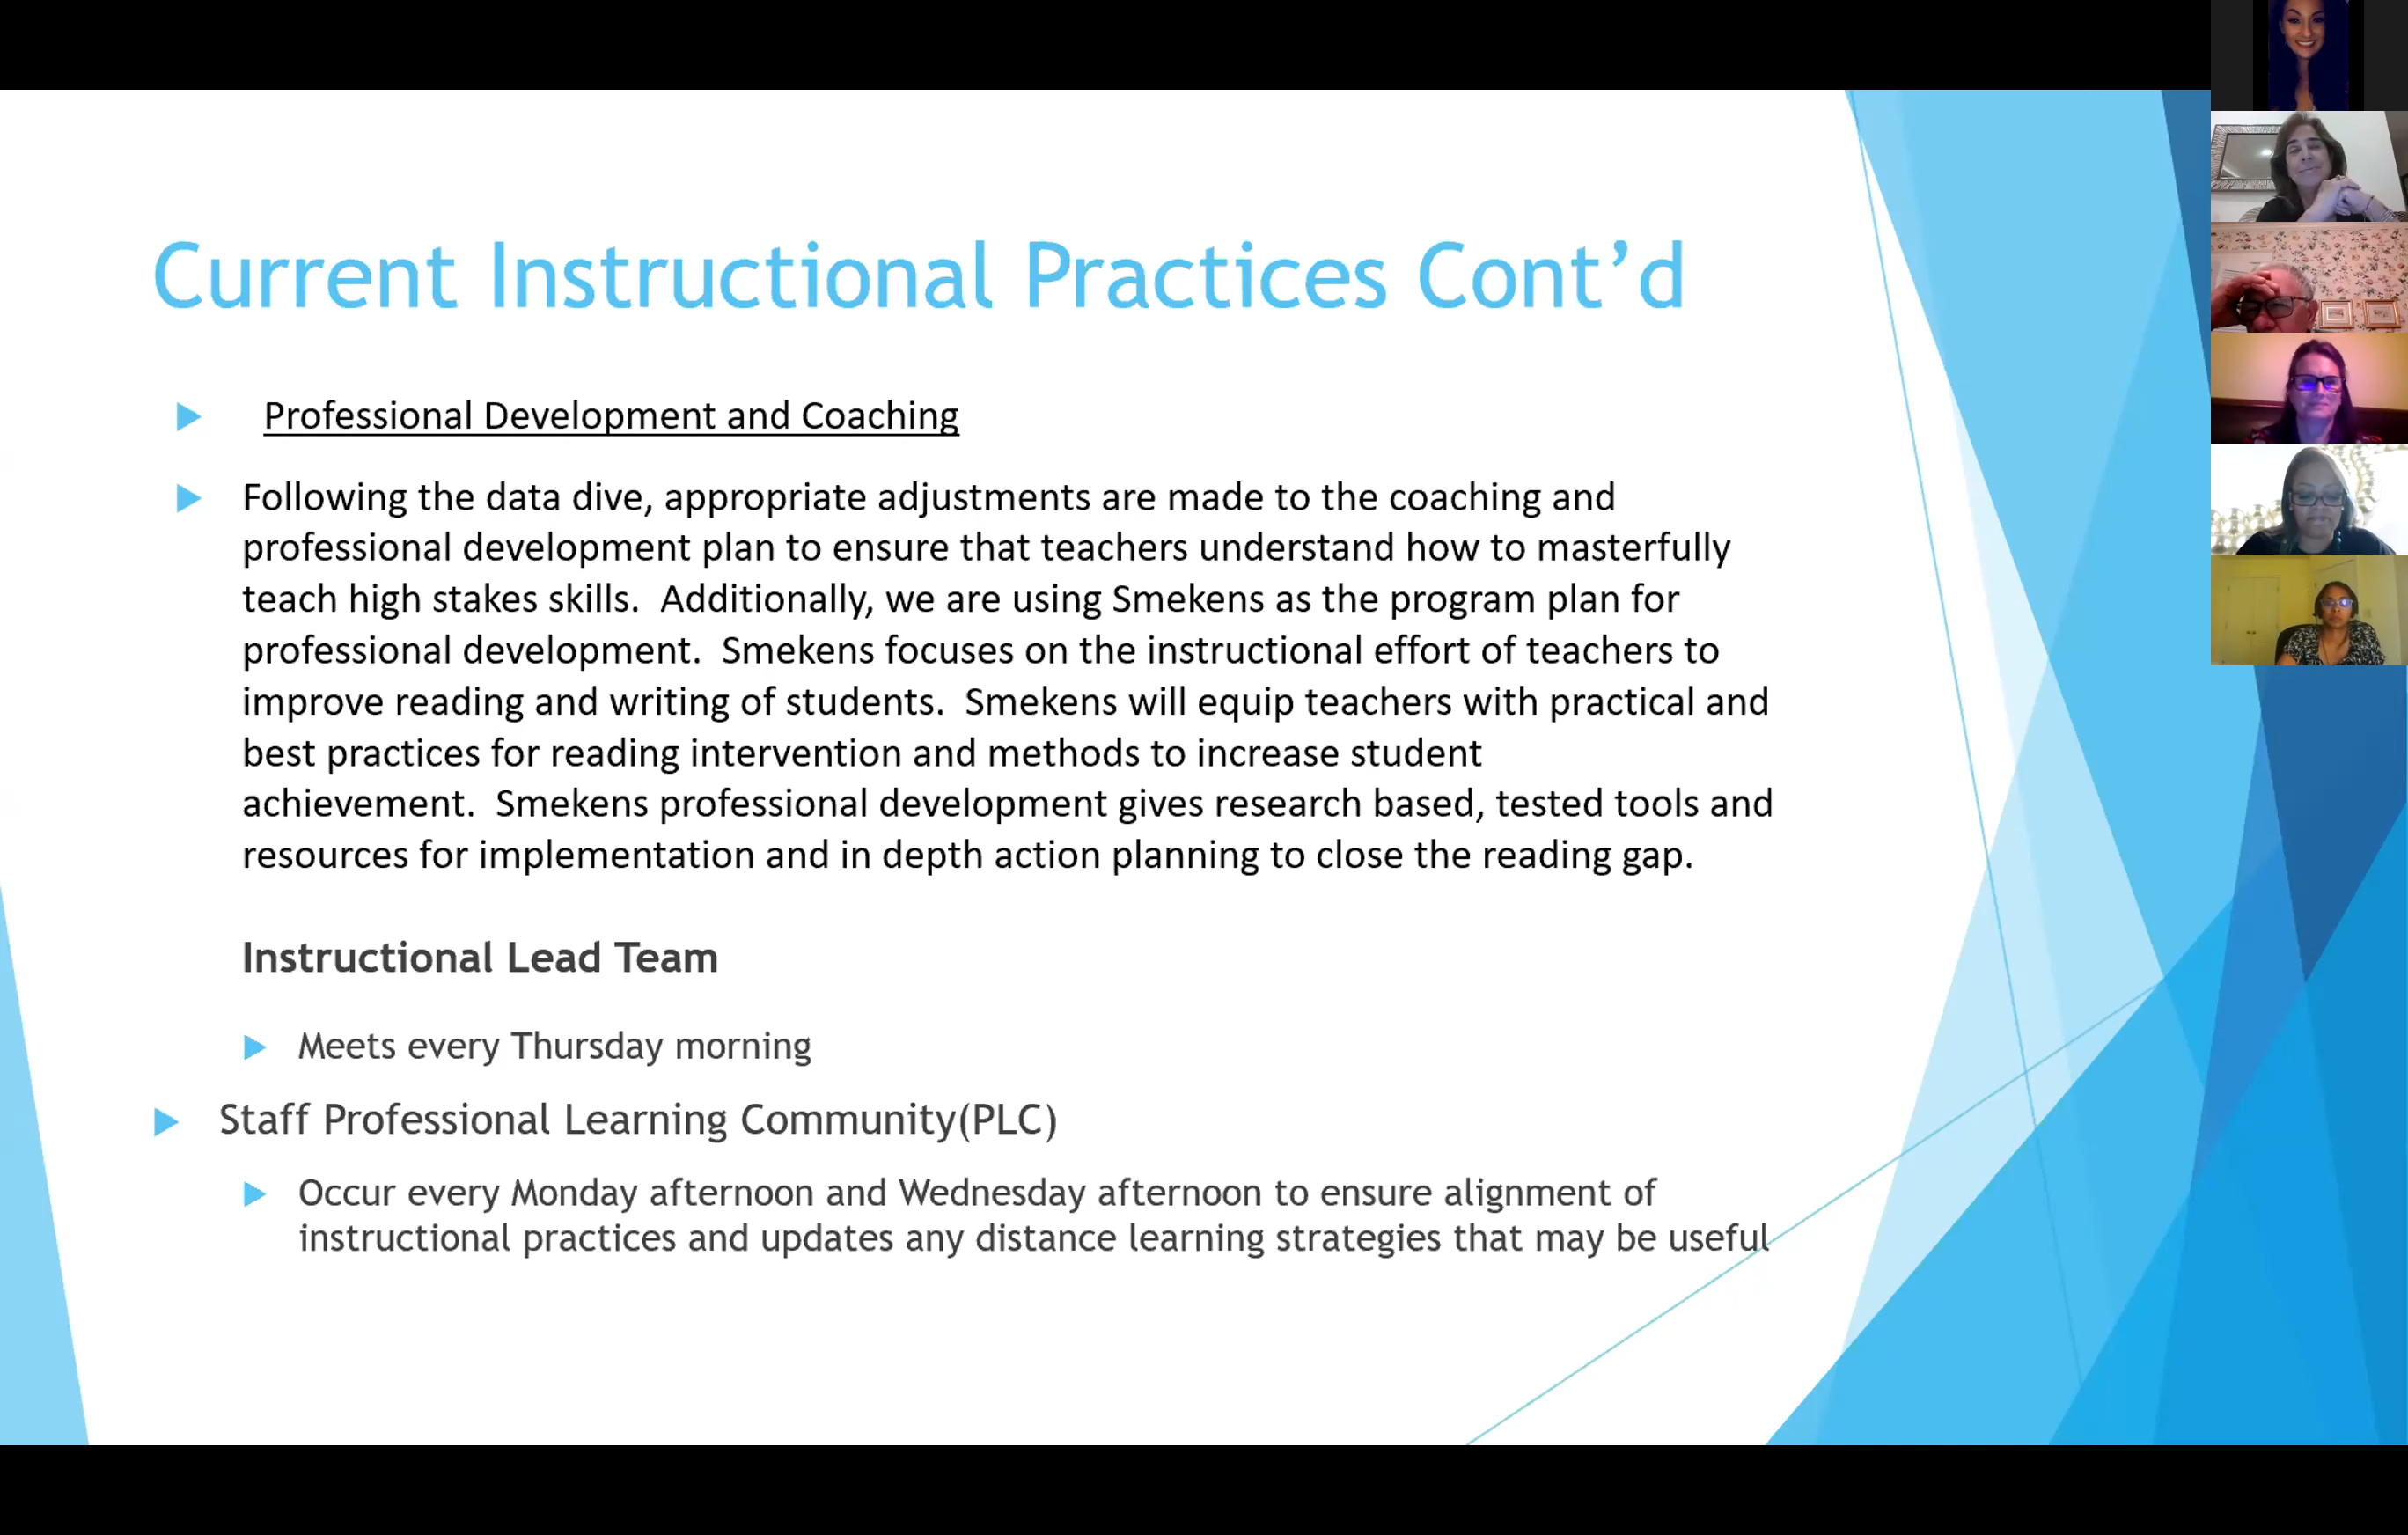 Current Instructional Practices Cont’d
Professional Development and Coaching
Following the data dive, appropriate adjustments are made to the coaching and
professional development plan to ensure that teachers understand how to masterfully
teach high stakes skills.  Additionally, we are using Smekens as the program plan for
professional development.  Smekens focuses on the instructional effort of teachers to
improve reading and writing of students.  Smekens will equip teachers with practical and
best practices for reading intervention and methods to increase student
achievement.  Smekens professional development gives research based, tested tools and
resources for implementation and in depth action planning to close the reading gap.
Instructional Lead Team
Meets every Thursday morning
Staff Professional Learning Community(PLC)
Occur every Monday afternoon and Wednesday afternoon to ensure alignment of
instructional practices and updates any distance learning strategies that may be useful